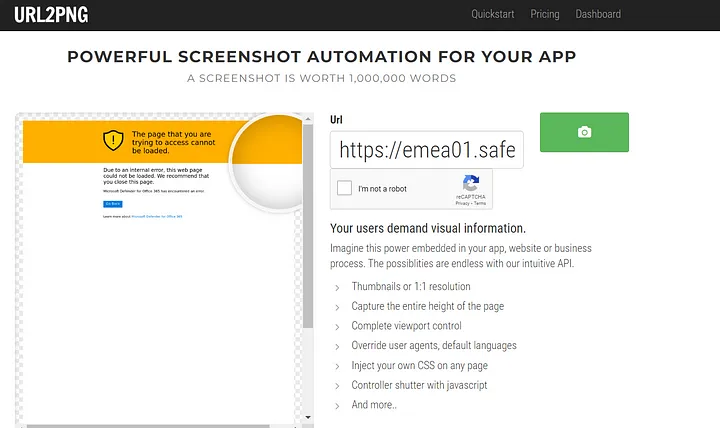 URL2PNG
Quickstart Pricing Dashboard
POWERFUL SCREENSHOT AUTOMATION FOR YOUR APP
A SCREENSHOT IS WORTH 1,000,000 WORDS
The page that you are
trying to access cannot
be loaded.
Due to an internal error, this web page
could not be loaded. We recommend that
you close this page.
Microsoft Defender for Office 365 has encountered an error
Go Back
Learn more about Microsoft Defender for Office 365
Url
https://emea01.safe
I'm not a robot
reCAPTCHA
Privacy - Terms
Your users demand visual information.
Imagine this power embedded in your app, website or business
process. The possiblities are endless with our intuitive API.
Thumbnails or 1:1 resolution
Capture the entire height of the page
Complete viewport control
Override user agents, default languages
Inject your own CSS on any page
Controller shutter with javascript
And more..